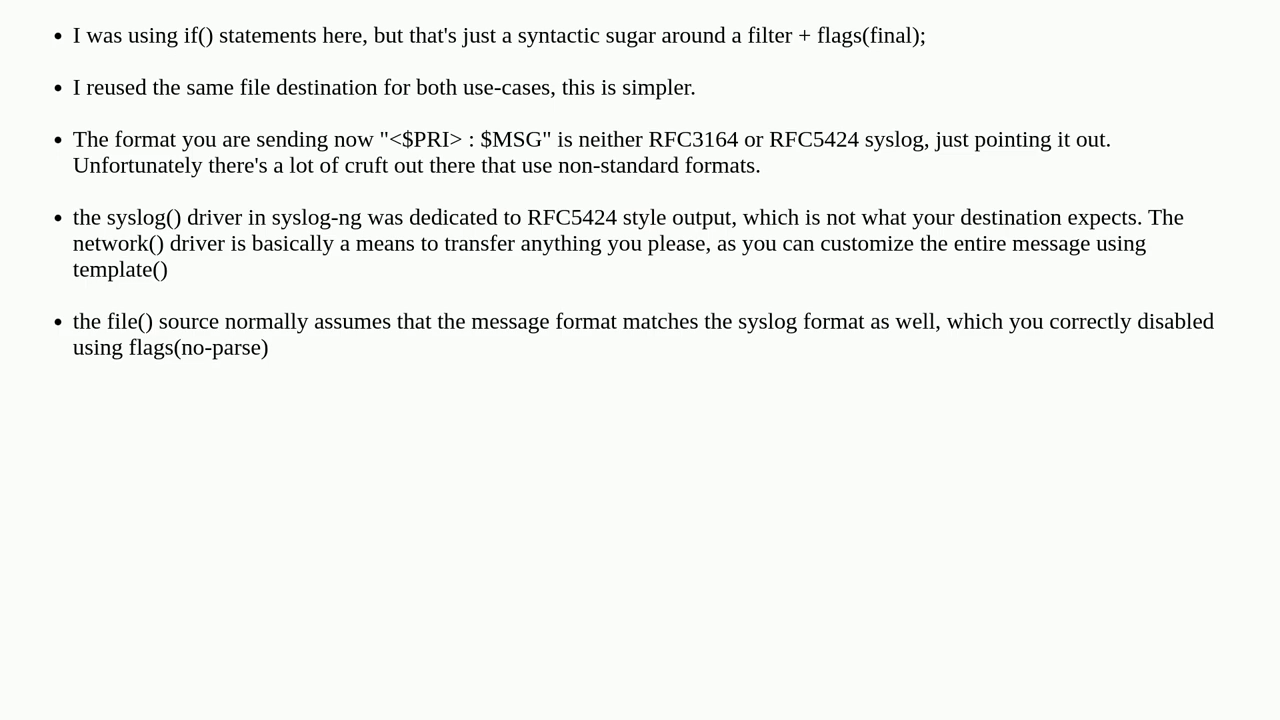 • I was using if() statements here, but that's just a syntactic sugar around a filter + flags(final);
• I reused the same file destination for both use-cases, this is simpler.
• The format you are sending now "<$PRI> : $MSG" is neither RFC3164 or RFC5424 syslog, just pointing it out.
Unfortunately there's a lot of cruft out there that use non-standard formats.
• the syslog() driver in syslog-ng was dedicated to RFC5424 style output, which is not what your destination expects. The
network() driver is basically a means to transfer anything you please, as you can customize the entire message using
template()
• the file() source normally assumes that the message format matches the syslog format as well, which you correctly disabled
using flags(no-parse)